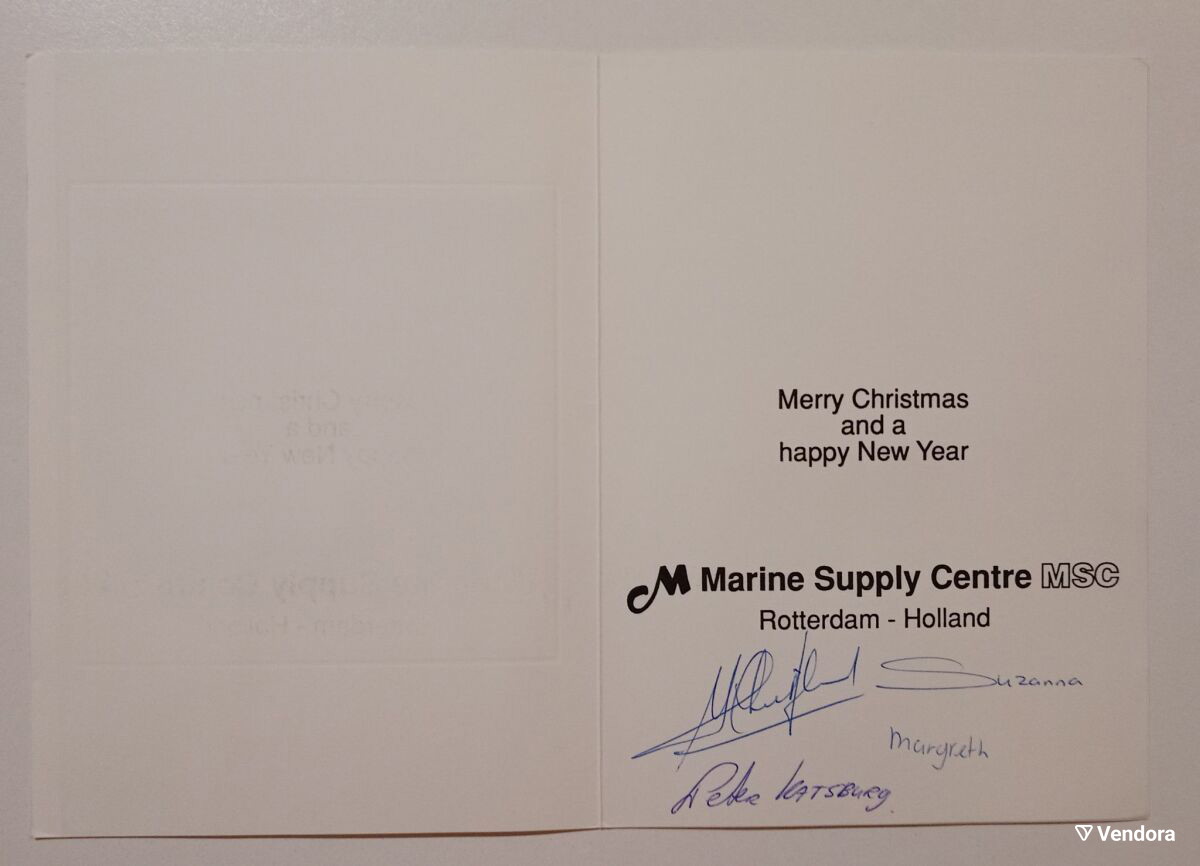 Merry Christmas
and a
happy New Year
M Marine Supply Centre MSC
Rotterdam - Holland
Suzanna
Margreth
Peter Katsburg
Vendora